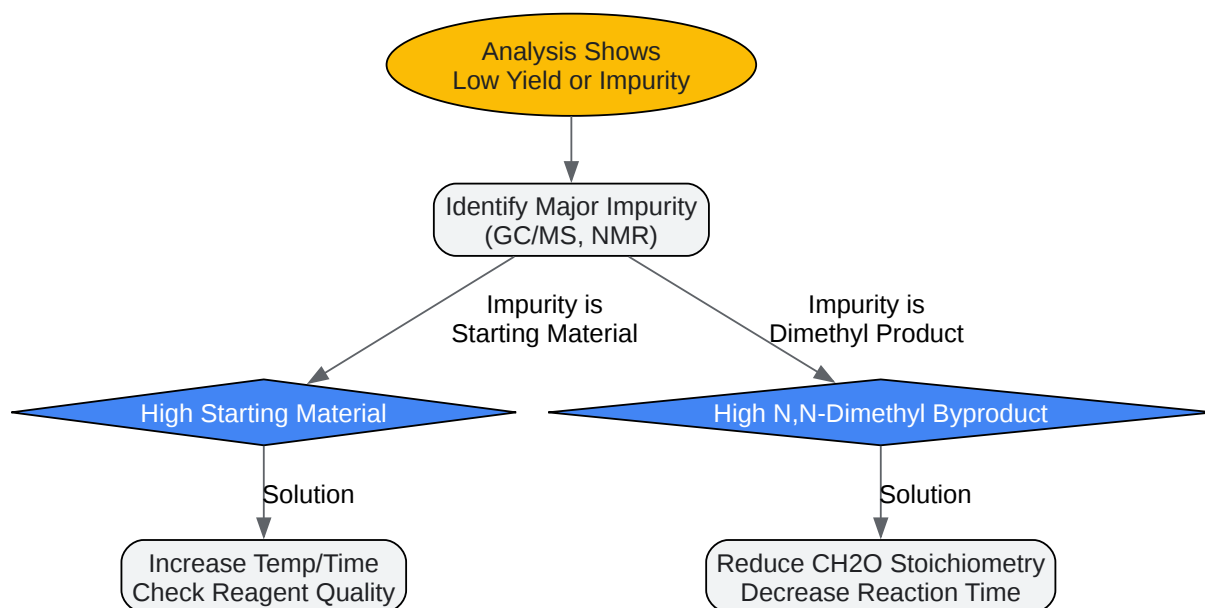 Analysis Shows
Low Yield or Impurity
Identify Major Impurity
(GC/MS, NMR)
Impurity is
Starting Material
Impurity is
Dimethyl Product
High Starting Material
High N,N-Dimethyl Byproduct
Solution
Solution
Increase Temp/Time
Check Reagent Quality
Reduce CH2O Stoichiometry
Decrease Reaction Time